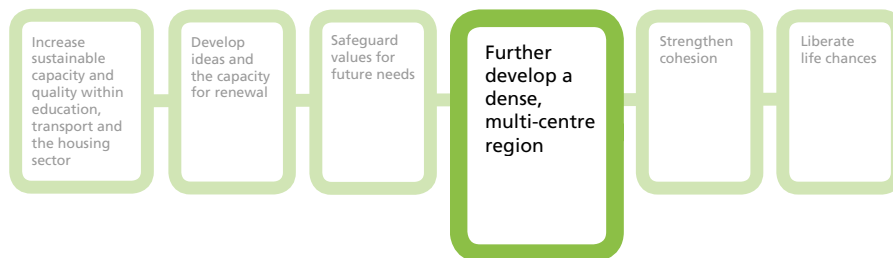 Increase
sustainable
capacity and
quality within
education,
transport and
the housing
sector
Develop
ideas and
the capacity
for renewal
Safeguard
values for
future needs
Further
develop a
dense,
multi-centre
region
Strengthen
cohesion
Liberate
life chances